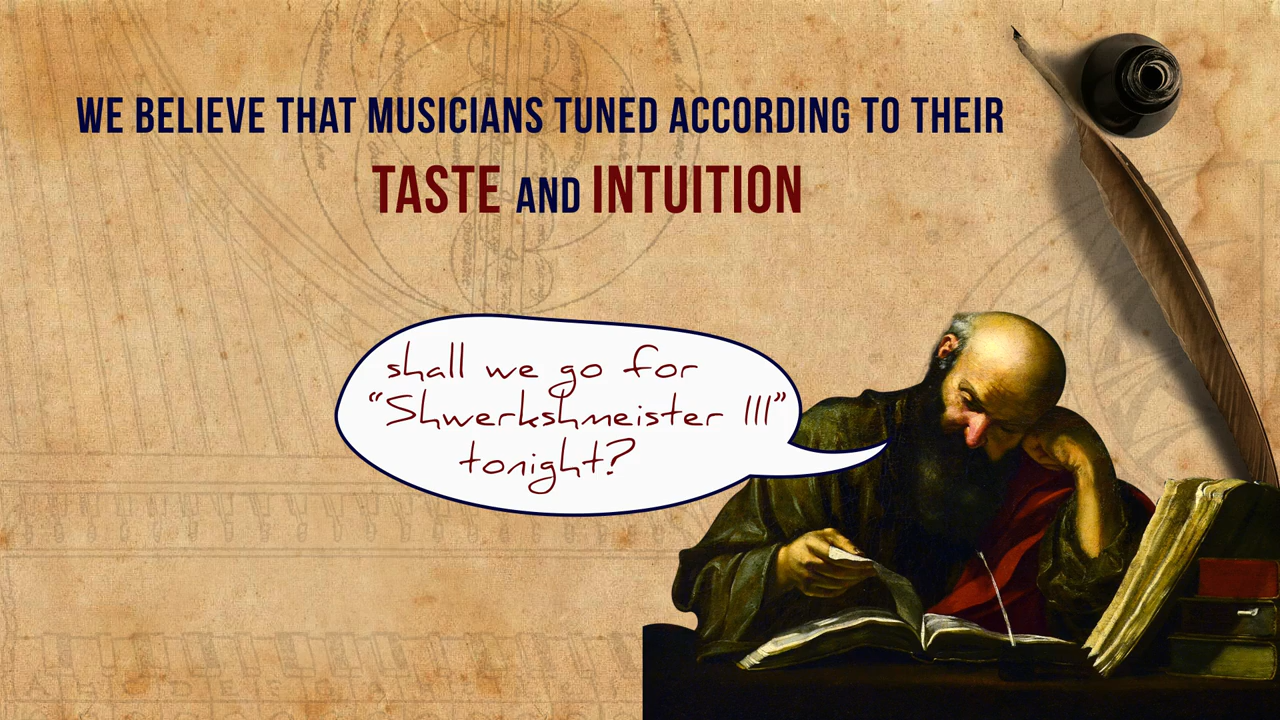 WE BELIEVE THAT MUSICIANS TUNED ACCORDING TO THEIR
TASTE AND INTUITION
shall we go for
“Shwerkshmeister III”
tonight?